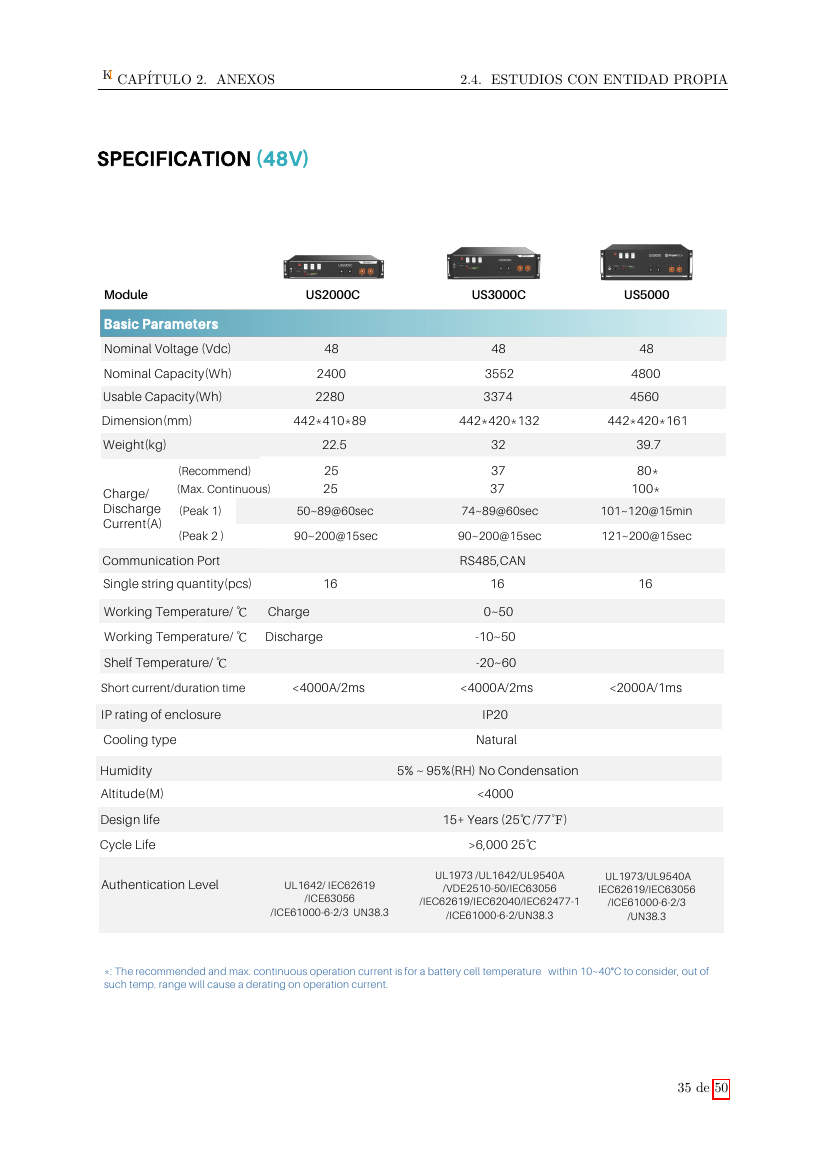 K CAPÍTULO 2. ANEXOS 2.4. ESTUDIOS CON ENTIDAD PROPIA
SPECIFICATION (48V)
Module US2000C US3000C US5000
Basic Parameters
Nominal Voltage (Vdc) 48 48 48
Nominal Capacity(Wh) 2400 3552 4800
Usable Capacity(Wh) 2280 3374 4560
Dimension(mm) 442*410*89 442*420*132 442*420*161
Weight(kg) 22.5 32 39.7
Charge/
Discharge
Current(A)
(Recommend) 25 37 80*
(Max. Continuous) 25 37 100*
(Peak 1) 50~89@60sec 74~89@60sec 101~120@15min
(Peak 2 ) 90~200@15sec 90~200@15sec 121~200@15sec
Communication Port RS485,CAN
Single string quantity(pcs) 16 16 16
Working Temperature/ ℃ Charge 0~50
Working Temperature/ ℃ Discharge -10~50
Shelf Temperature/ ℃ -20~60
Short current/duration time <4000A/2ms <4000A/2ms <2000A/1ms
IP rating of enclosure IP20
Cooling type Natural
Humidity 5% ~ 95%(RH) No Condensation
Altitude(M) <4000
Design life 15+ Years (25℃/77℉)
Cycle Life >6,000 25℃
Authentication Level
UL1642/ IEC62619
/ICE63056
/ICE61000-6-2/3 UN38.3
UL1973 /UL1642/UL9540A
/VDE2510-50/IEC63056
/IEC62619/IEC62040/IEC62477-1
/ICE61000-6-2/UN38.3
UL1973/UL9540A
IEC62619/IEC63056
/ICE61000-6-2/3
/UN38.3
*: The recommended and max. continuous operation current is for a battery cell temperature within 10~40°C to consider, out of
such temp. range will cause a derating on operation current.
35 de 50